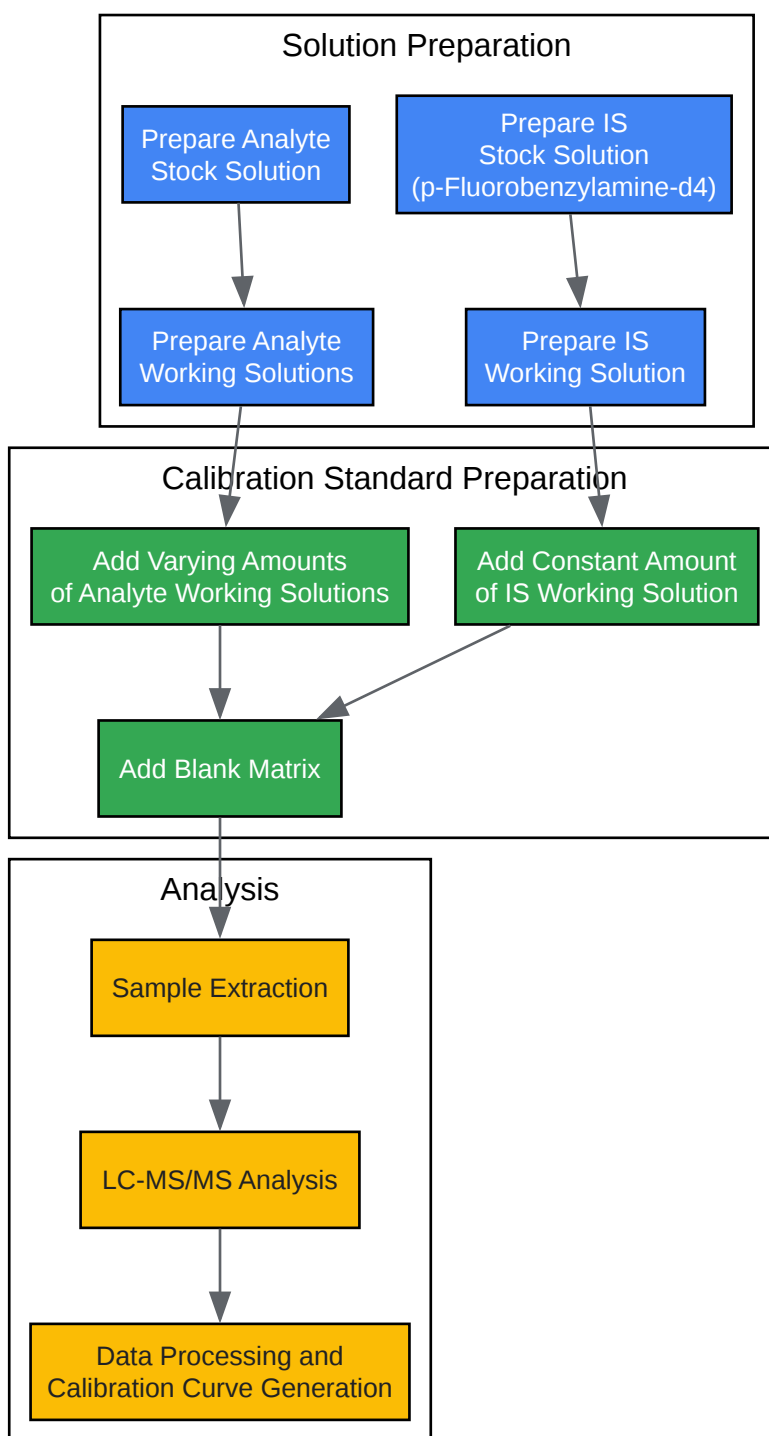 Solution Preparation
Prepare Analyte
Stock Solution
Prepare IS
Stock Solution
(p-Fluorobenzylamine-d4)
Prepare Analyte
Working Solutions
Prepare IS
Working Solution
Calibration Standard Preparation
Add Varying Amounts
of Analyte Working Solutions
Add Constant Amount
of IS Working Solution
Add Blank Matrix
Analysis
Sample Extraction
LC-MS/MS Analysis
Data Processing and
Calibration Curve Generation